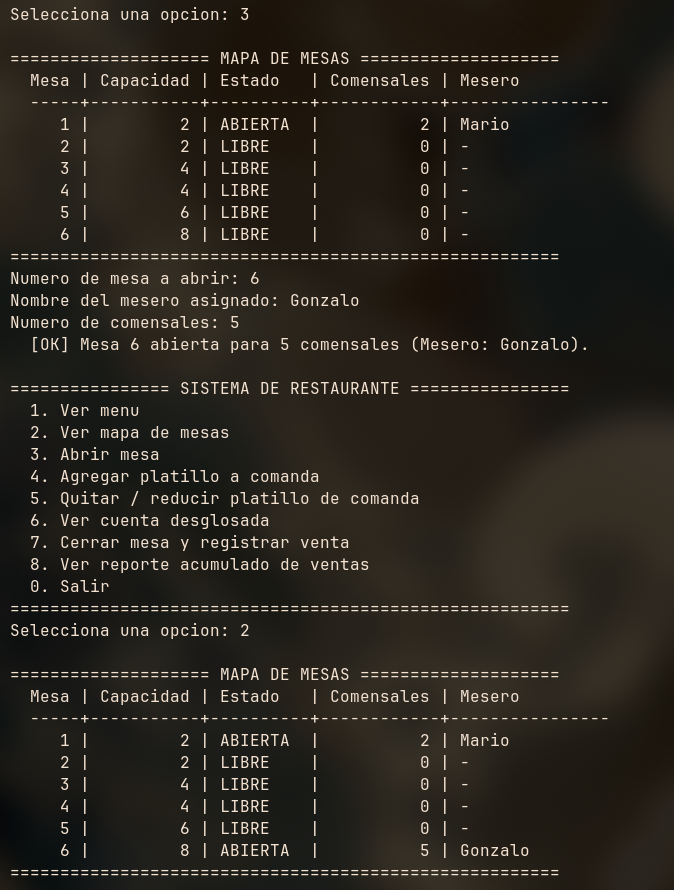 Selecciona una opcion: 3
==================== MAPA DE MESAS ====================
  Mesa | Capacidad | Estado   | Comensales | Mesero
  -----+-----------+----------+------------+----------------
     1 |         2 | ABIERTA  |          2 | Mario
     2 |         2 | LIBRE    |          0 | -
     3 |         4 | LIBRE    |          0 | -
     4 |         4 | LIBRE    |          0 | -
     5 |         6 | LIBRE    |          0 | -
     6 |         8 | LIBRE    |          0 | -
=======================================================
Numero de mesa a abrir: 6
Nombre del mesero asignado: Gonzalo
Numero de comensales: 5
  [OK] Mesa 6 abierta para 5 comensales (Mesero: Gonzalo).
================ SISTEMA DE RESTAURANTE ================
  1. Ver menu
  2. Ver mapa de mesas
  3. Abrir mesa
  4. Agregar platillo a comanda
  5. Quitar / reducir platillo de comanda
  6. Ver cuenta desglosada
  7. Cerrar mesa y registrar venta
  8. Ver reporte acumulado de ventas
  0. Salir
========================================================
Selecciona una opcion: 2
==================== MAPA DE MESAS ====================
  Mesa | Capacidad | Estado   | Comensales | Mesero
  -----+-----------+----------+------------+----------------
     1 |         2 | ABIERTA  |          2 | Mario
     2 |         2 | LIBRE    |          0 | -
     3 |         4 | LIBRE    |          0 | -
     4 |         4 | LIBRE    |          0 | -
     5 |         6 | LIBRE    |          0 | -
     6 |         8 | ABIERTA  |          5 | Gonzalo
=======================================================